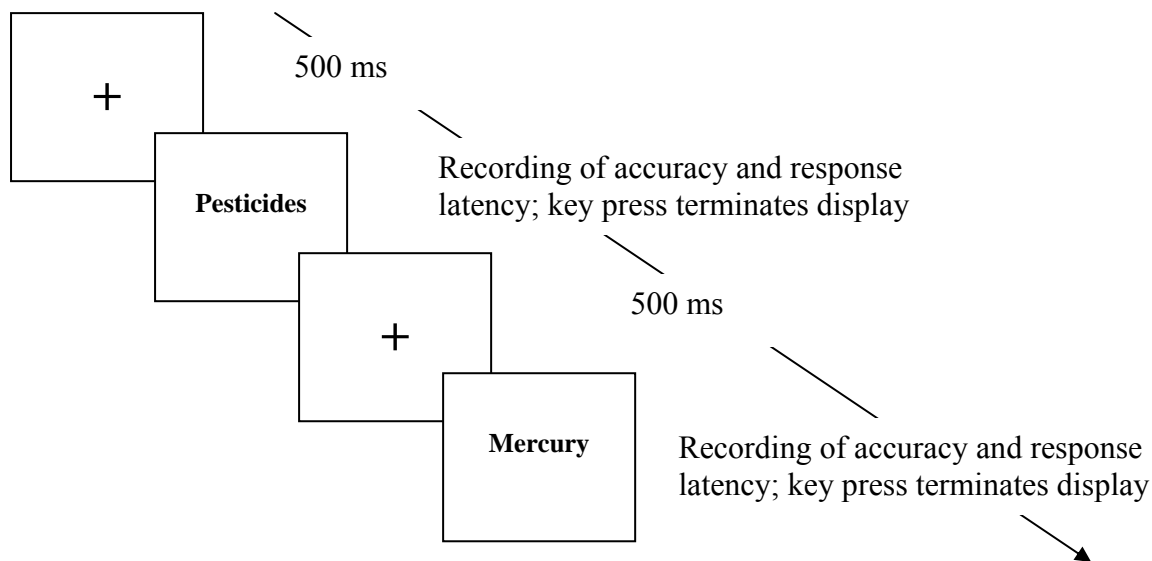 +
500 ms
Pesticides
Recording of accuracy and response
latency; key press terminates display
+
500 ms
Mercury
Recording of accuracy and response
latency; key press terminates display